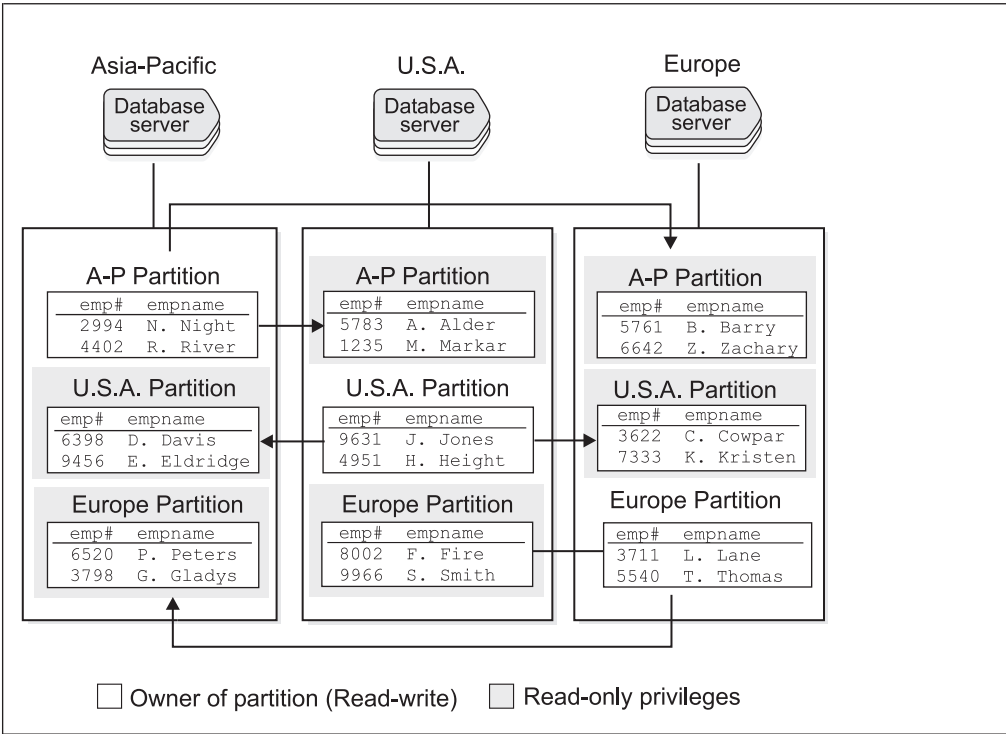 Asia-Pacific
Database
server
U.S.A.
Database
server
Europe
Database
server
A-P Partition
emp# empname
2994 N. Night
4402 R. River
U.S.A. Partition
emp# empname
6398 D. Davis
9456 E. Eldridge
Europe Partition
emp# empname
6520 P. Peters
3798 G. Gladys
A-P Partition
emp# empname
5783 A. Alder
1235 M. Markar
U.S.A. Partition
emp# empname
9631 J. Jones
4951 H. Height
Europe Partition
emp# empname
8002 F. Fire
9966 S. Smith
A-P Partition
emp# empname
5761 B. Barry
6642 Z. Zachary
U.S.A. Partition
emp# empname
3622 C. Cowpar
7333 K. Kristen
Europe Partition
emp# empname
3711 L. Lane
5540 T. Thomas
Owner of partition (Read-write)
Read-only privileges